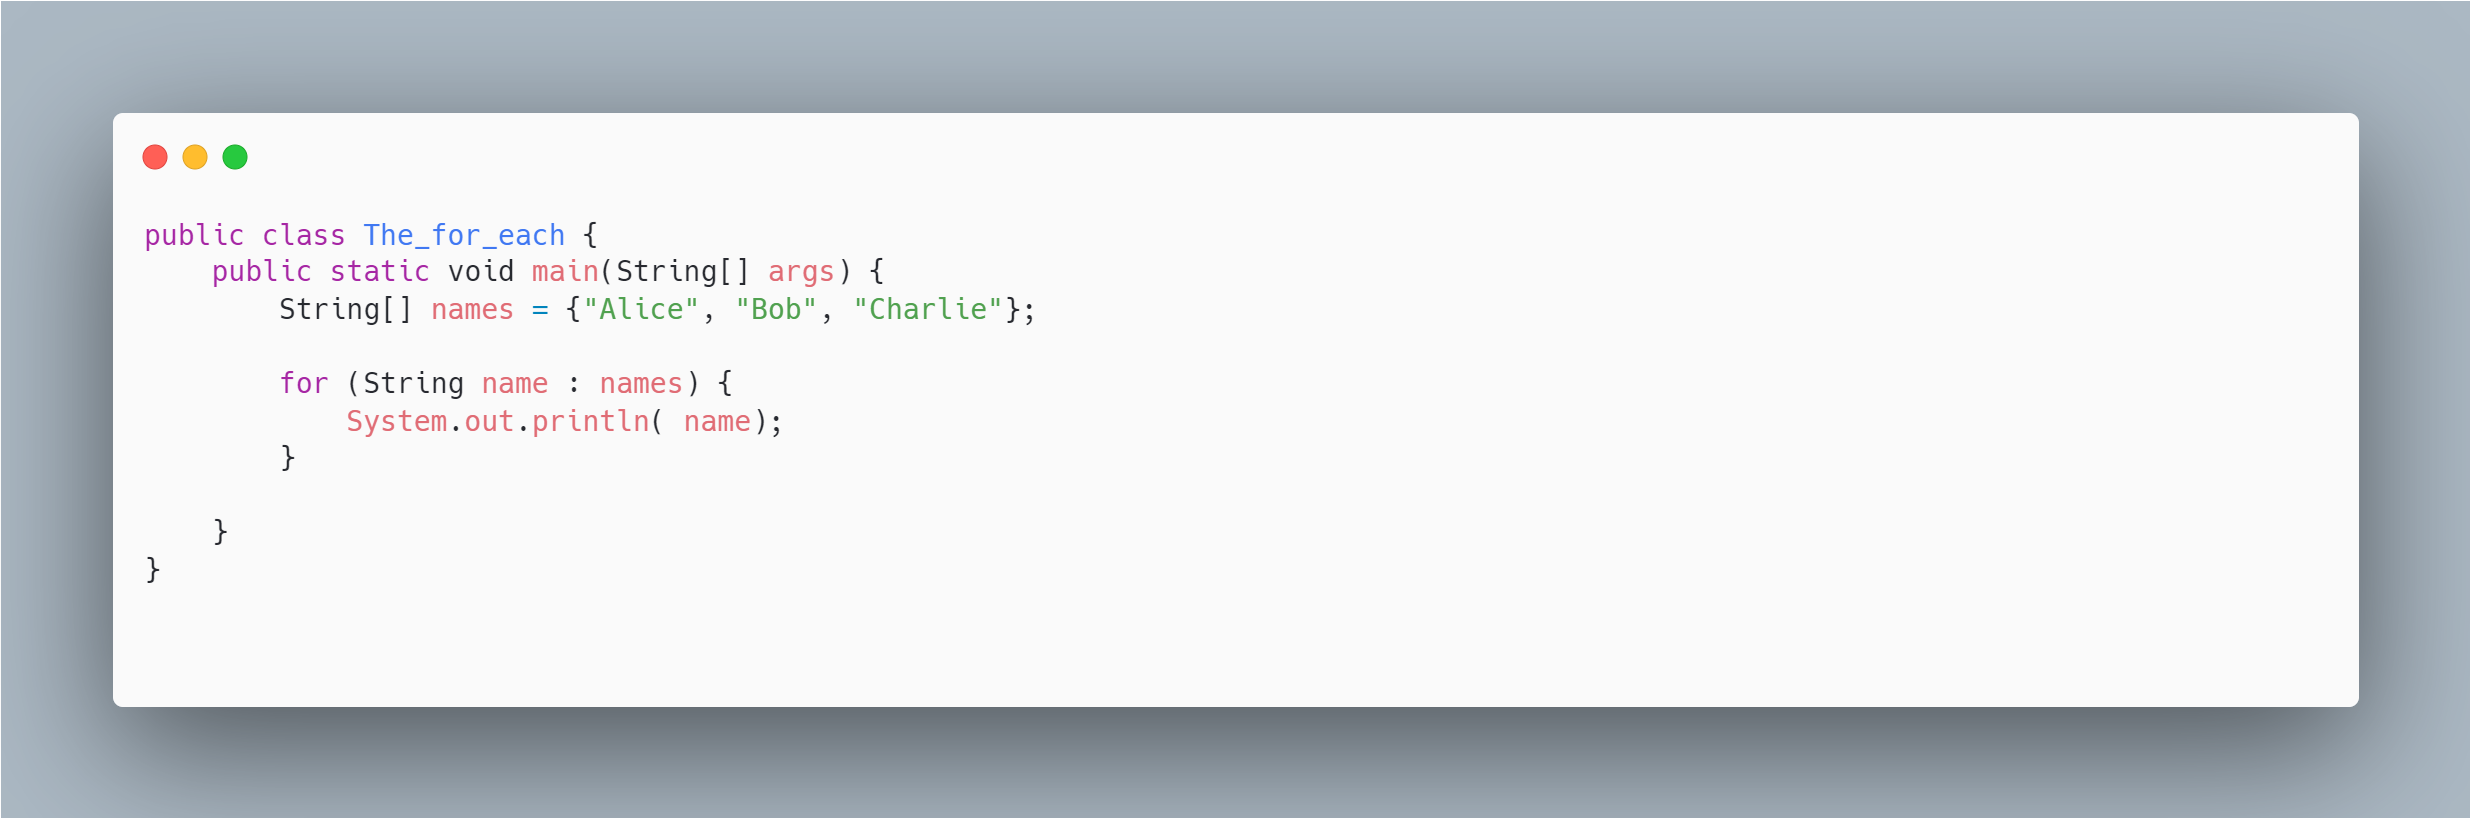 public class The_for_each {
    public static void main(String[] args) {
        String[] names = {"Alice", "Bob", "Charlie"};

        for (String name : names) {
            System.out.println( name);
        }

    }
}